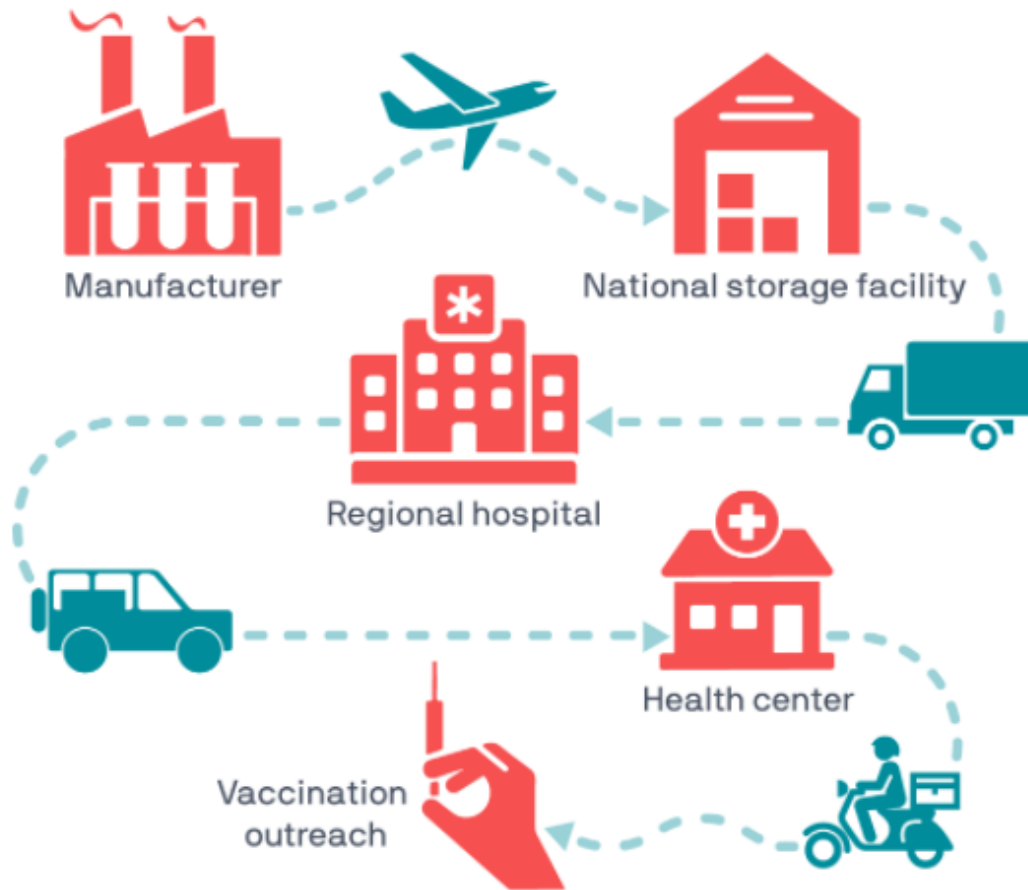 Manufacturer
National storage facility
Regional hospital
Health center
Vaccination
outreach